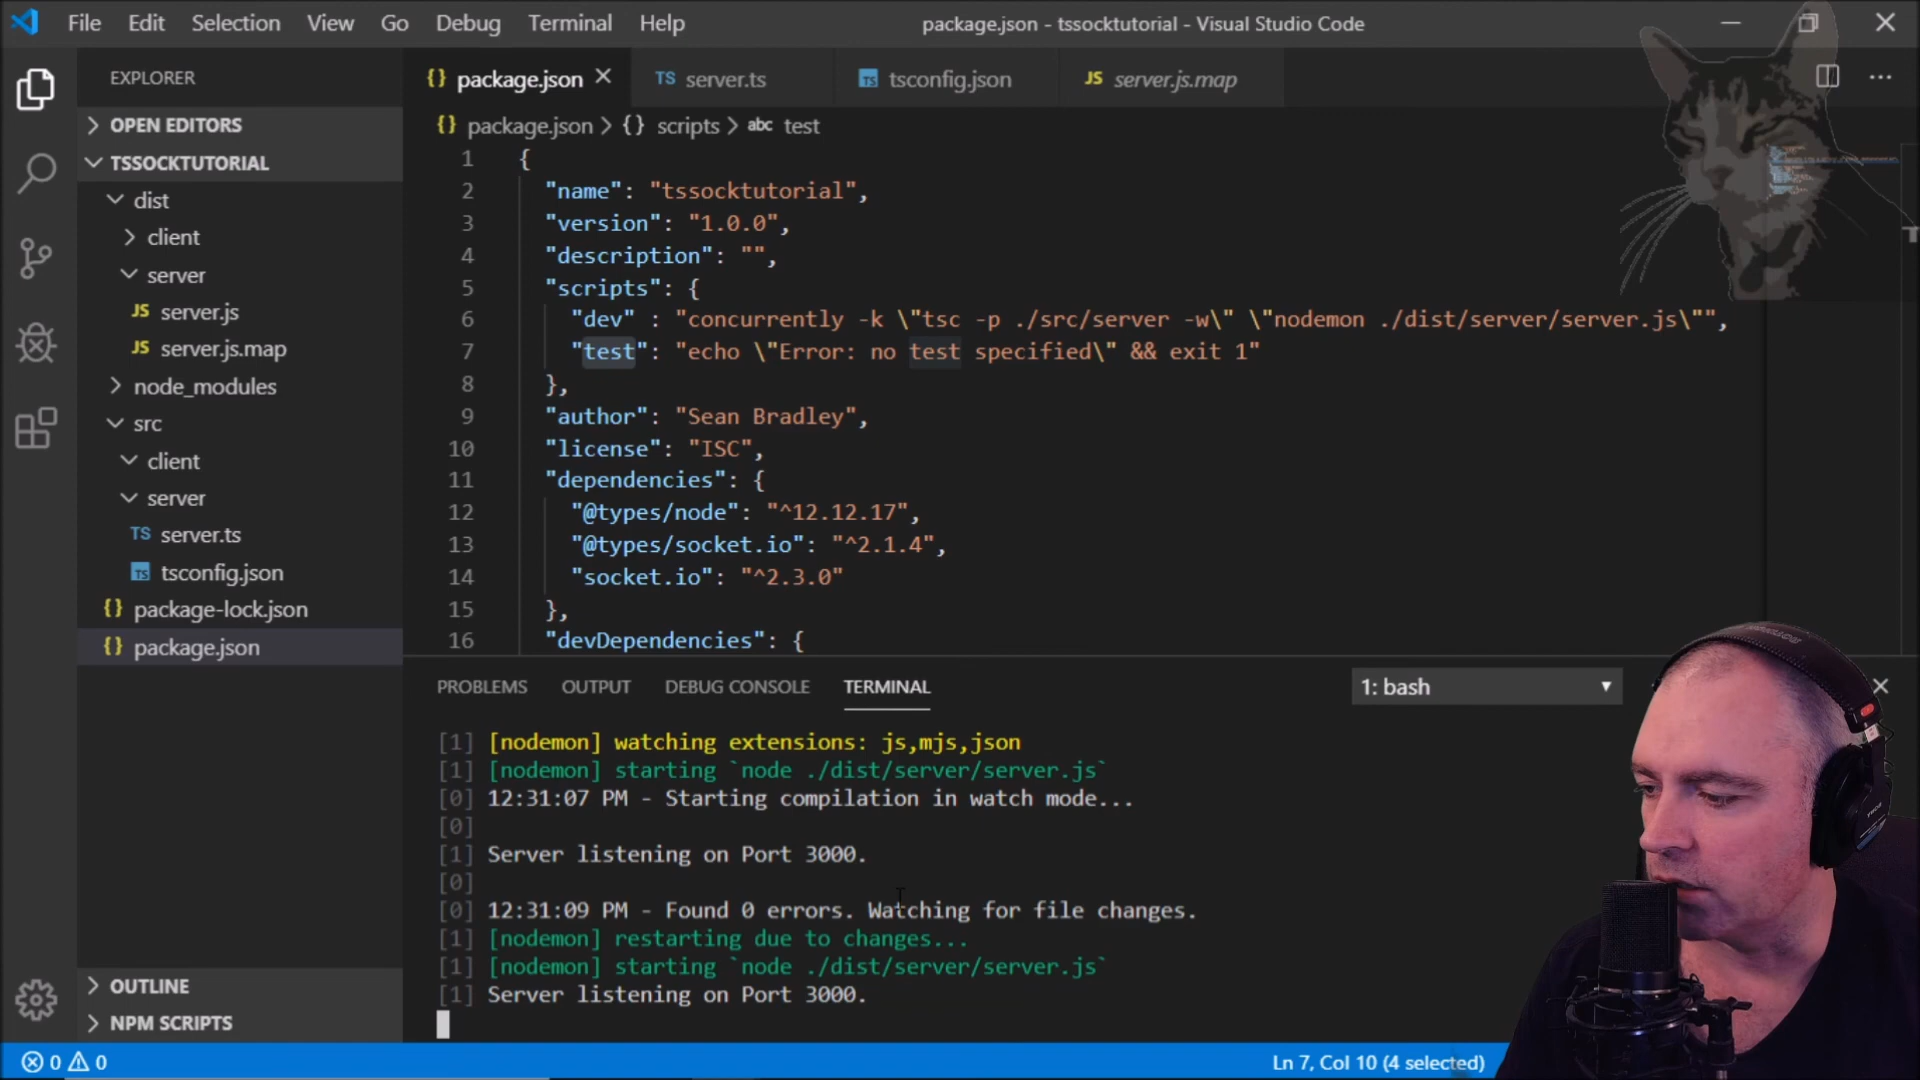 File Edit Selection View Go Debug Terminal Help package.json - tssocktutorial - Visual Studio Code
EXPLORER
OPEN EDITORS
TSSOCKTUTORIAL
dist
client
server
JS server.js
JS server.js.map
node_modules
src
client
server
TS server.ts
TS tsconfig.json
{} package-lock.json
{} package.json
OUTLINE
NPM SCRIPTS
{} package.json TS server.ts TS tsconfig.json JS server.js.map
{} package.json > {} scripts > abc test
1 {
2 "name": "tssocktutorial",
3 "version": "1.0.0",
4 "description": "",
5 "scripts": {
6 "dev" : "concurrently -k \"tsc -p ./src/server -w\" \"nodemon ./dist/server/server.js\"",
7 "test": "echo \"Error: no test specified\" && exit 1"
8 },
9 "author": "Sean Bradley",
10 "license": "ISC",
11 "dependencies": {
12 "@types/node": "^12.12.17",
13 "@types/socket.io": "^2.1.4",
14 "socket.io": "^2.3.0"
15 },
16 "devDependencies": {
PROBLEMS OUTPUT DEBUG CONSOLE TERMINAL 1: bash
[1] [nodemon] watching extensions: js,mjs,json
[1] [nodemon] starting `node ./dist/server/server.js`
[0] 12:31:07 PM - Starting compilation in watch mode...
[0]
[1] Server listening on Port 3000.
[0]
[0] 12:31:09 PM - Found 0 errors. Watching for file changes.
[1] [nodemon] restarting due to changes...
[1] [nodemon] starting `node ./dist/server/server.js`
[1] Server listening on Port 3000.
0 0 Ln 7, Col 10 (4 selected)